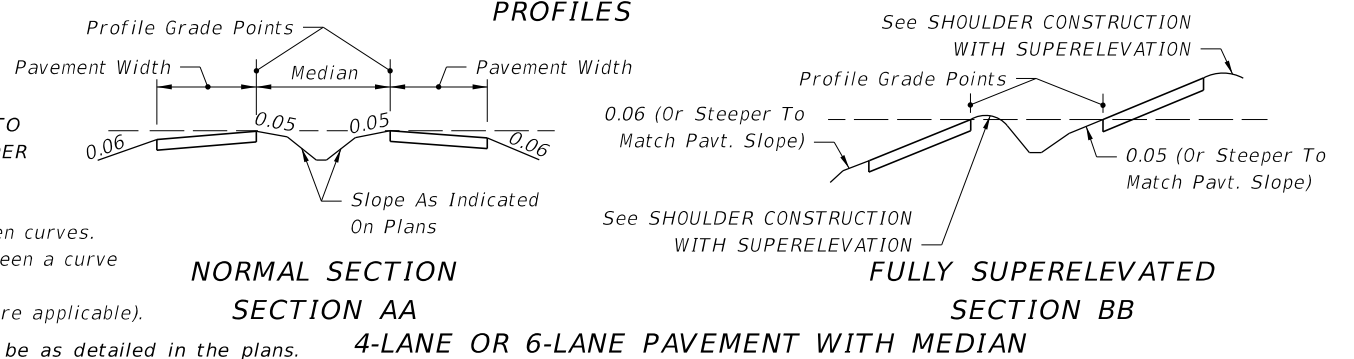 PROFILES
Profile Grade Points
Pavement Width
Median
Pavement Width
TO
0.05
0.05
0.06
0.06
Slope As Indicated
On Plans
en curves.
een a curve
NORMAL SECTION
SECTION AA
re applicable).
be as detailed in the plans.
See SHOULDER CONSTRUCTION
WITH SUPERELEVATION
Profile Grade Points
0.06 (Or Steeper To
Match Pavt. Slope)
0.05 (Or Steeper To
Match Pavt. Slope)
See SHOULDER CONSTRUCTION
WITH SUPERELEVATION
FULLY SUPERELEVATED
SECTION BB
4-LANE OR 6-LANE PAVEMENT WITH MEDIAN